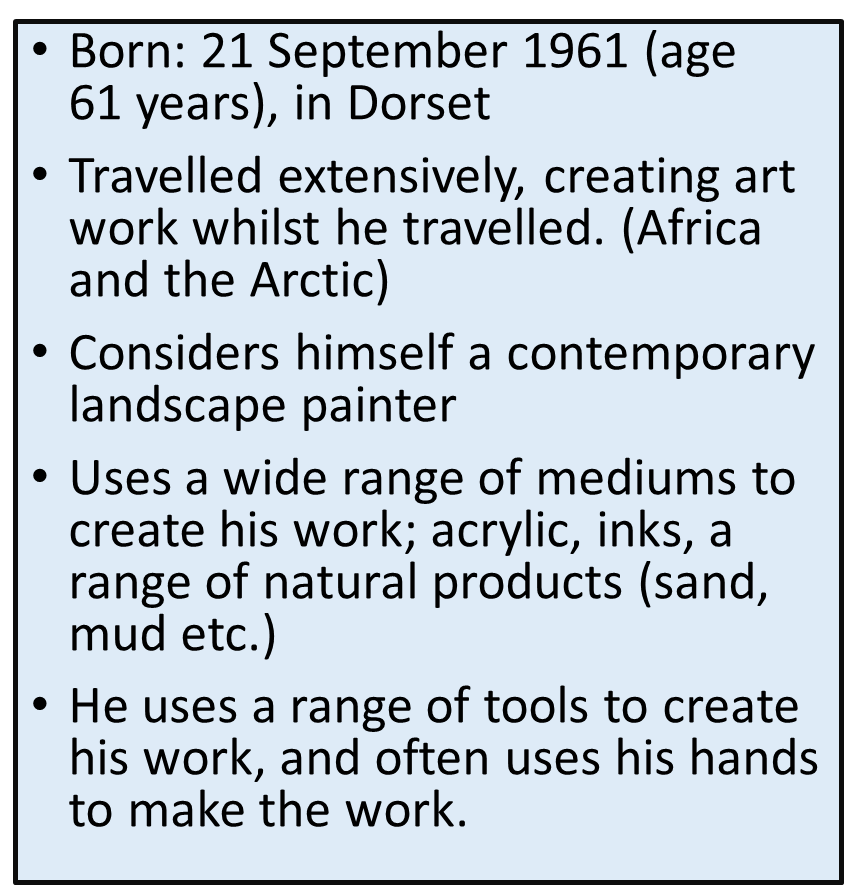 • Born: 21 September 1961 (age
61 years), in Dorset
• Travelled extensively, creating art
work whilst he travelled. (Africa
and the Arctic)
• Considers himself a contemporary
landscape painter
• Uses a wide range of mediums to
create his work; acrylic, inks, a
range of natural products (sand,
mud etc.)
• He uses a range of tools to create
his work, and often uses his hands
to make the work.